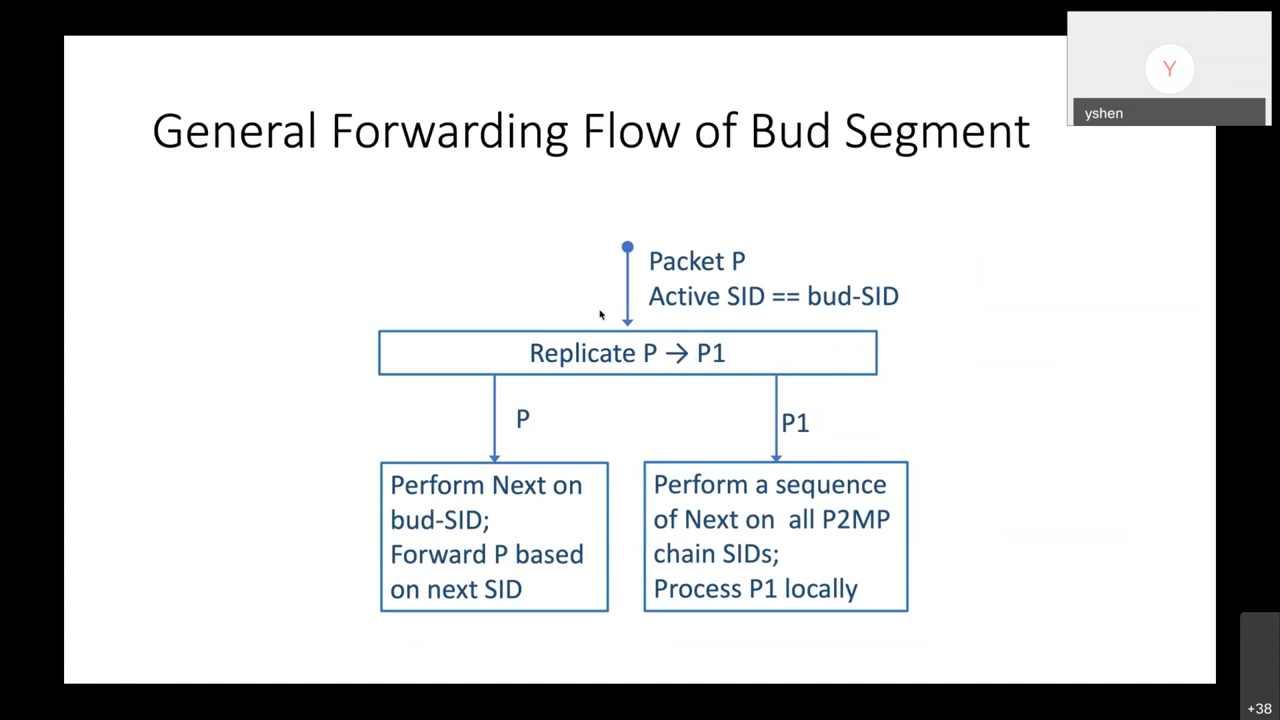 Y
yshen
General Forwarding Flow of Bud Segment
Packet P
Active SID == bud-SID
Replicate P → P1
P
P1
Perform Next on
bud-SID;
Forward P based
on next SID
Perform a sequence
of Next on all P2MP
chain SIDs;
Process P1 locally
+38